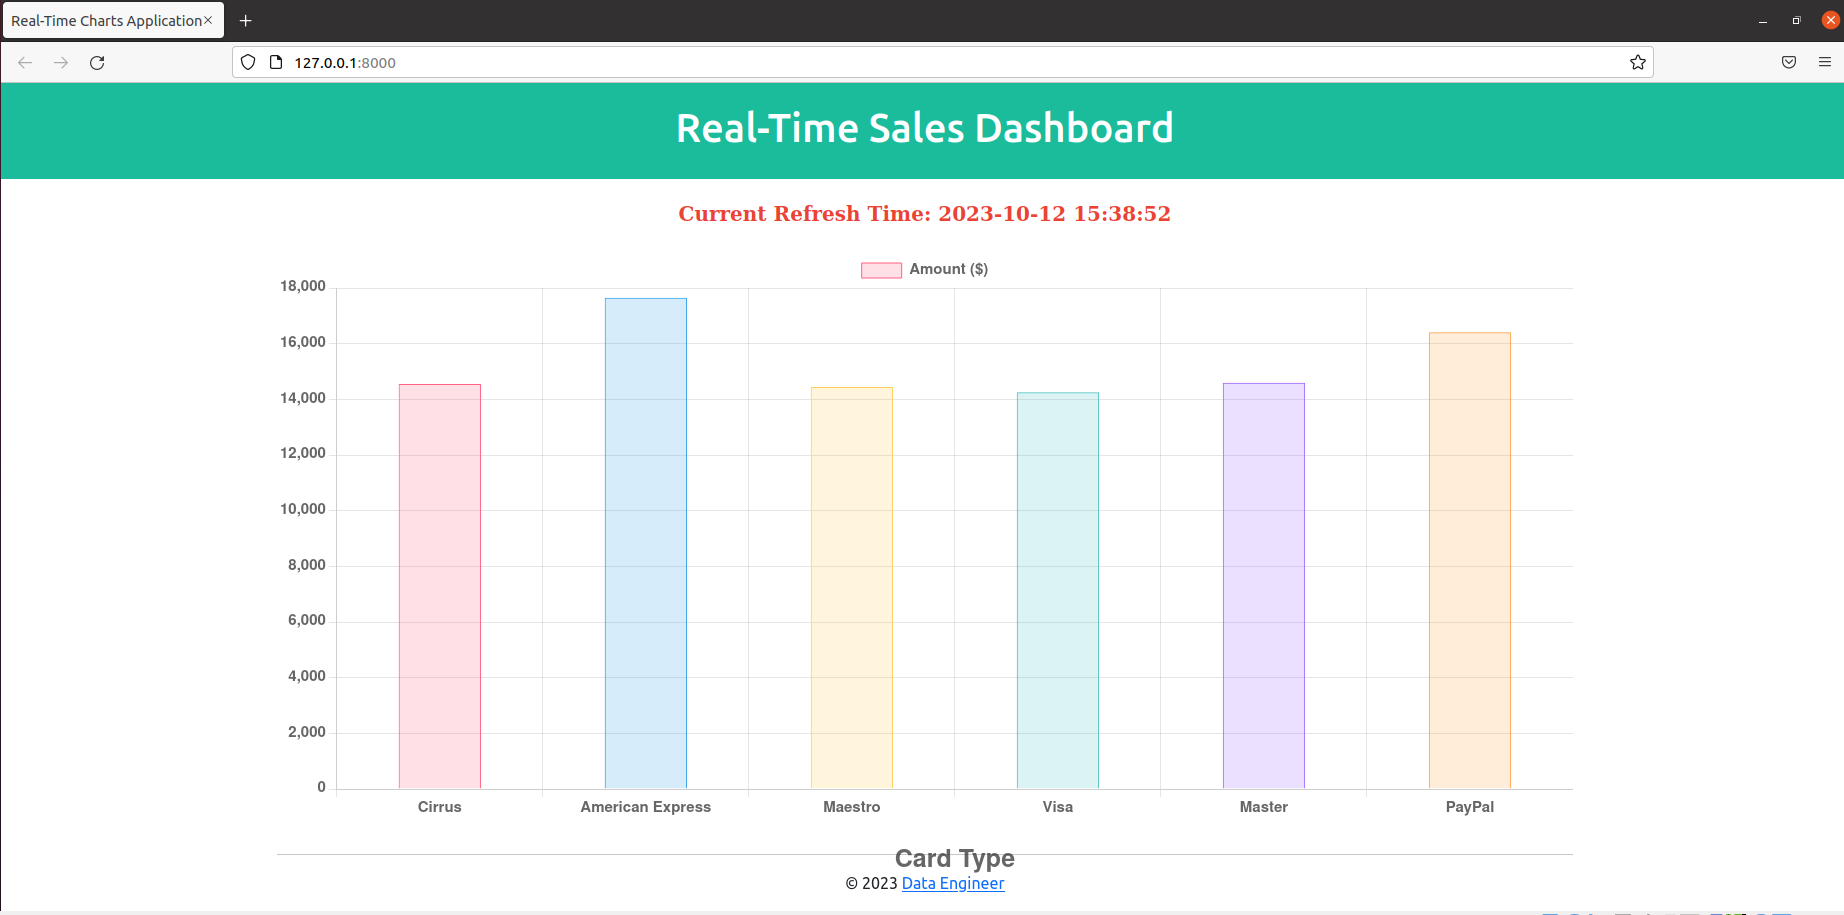 Real-Time Charts Application
127.0.0.1:8000
Real-Time Sales Dashboard
Current Refresh Time: 2023-10-12 15:38:52
Amount ($)
18,000
16,000
14,000
12,000
10,000
8,000
6,000
4,000
2,000
0
Cirrus American Express Maestro Visa Master PayPal
Card Type
© 2023 Data Engineer